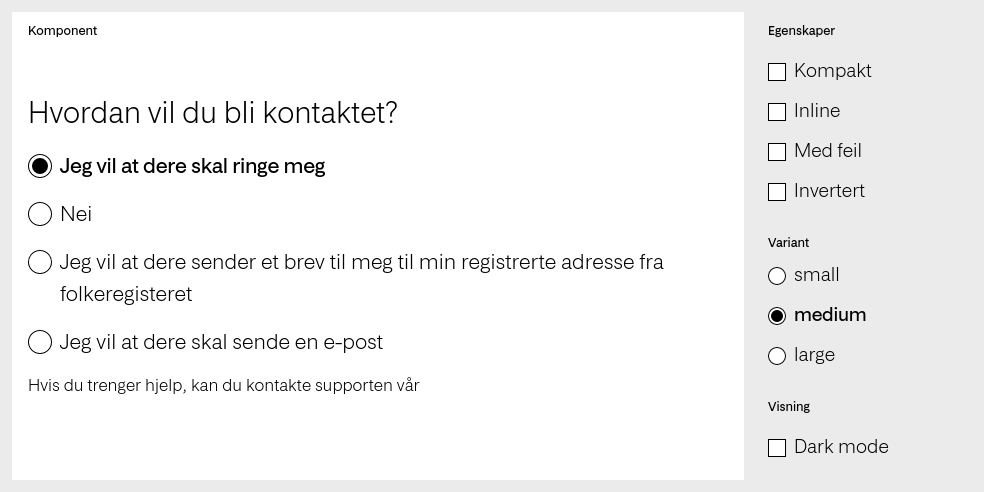 Komponent
Hvordan vil du bli kontaktet?
Jeg vil at dere skal ringe meg
Nei
Jeg vil at dere sender et brev til meg til min registrerte adresse fra
folkeregisteret
Jeg vil at dere skal sende en e-post
Hvis du trenger hjelp, kan du kontakte supporten vår
Egenskaper
Kompakt
Inline
Med feil
Invertert
Variant
small
medium
large
Visning
Dark mode